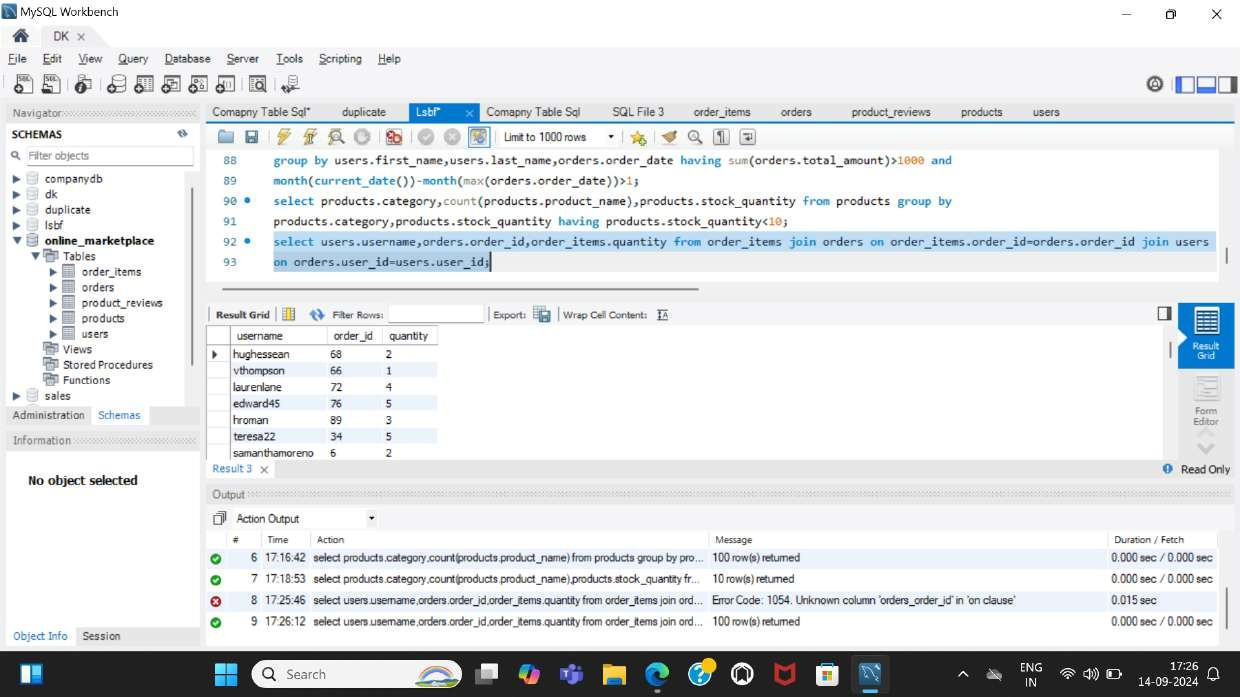 MySQL Workbench
DK
File Edit View Query Database Server Tools Scripting Help
Navigator
SCHEMAS
Filter objects
companydb
dk
duplicate
lsbf
online_marketplace
Tables
order_items
orders
product_reviews
products
users
Views
Stored Procedures
Functions
sales
Administration Schemas
Information
No object selected
Object Info Session
Comapny Table Sql* duplicate Lsbf* Comapny Table Sql SQL File 3 order_items orders product_reviews products users
Limit to 1000 rows
88 group by users.first_name,users.last_name,orders.order_date having sum(orders.total_amount)>1000 and
89 month(current_date())-month(max(orders.order_date))>1;
90 select products.category,count(products.product_name),products.stock_quantity from products group by
91 products.category,products.stock_quantity having products.stock_quantity<10;
92 select users.username,orders.order_id,order_items.quantity from order_items join orders on order_items.order_id=orders.order_id join users
93 on orders.user_id=users.user_id;
Result Grid Filter Rows: Export: Wrap Cell Content:
username order_id quantity
hughessean 68 2
vthompson 66 1
laurenlane 72 4
edward45 76 5
hroman 89 3
teresa22 34 5
samanthamoreno 6 2
Result Grid
Form Editor
Result 3
Read Only
Output
Action Output
# Time Action Message Duration / Fetch
6 17:16:42 select products.category,count(products.product_name) from products group by pro... 100 row(s) returned 0.000 sec / 0.000 sec
7 17:18:53 select products.category,count(products.product_name),products.stock_quantity fr... 10 row(s) returned 0.000 sec / 0.000 sec
8 17:25:46 select users.username,orders.order_id,order_items.quantity from order_items join ord... Error Code: 1054. Unknown column 'orders_order_id' in 'on clause' 0.015 sec
9 17:26:12 select users.username,orders.order_id,order_items.quantity from order_items join ord... 100 row(s) returned 0.000 sec / 0.000 sec
Search
ENG
IN
17:26
14-09-2024